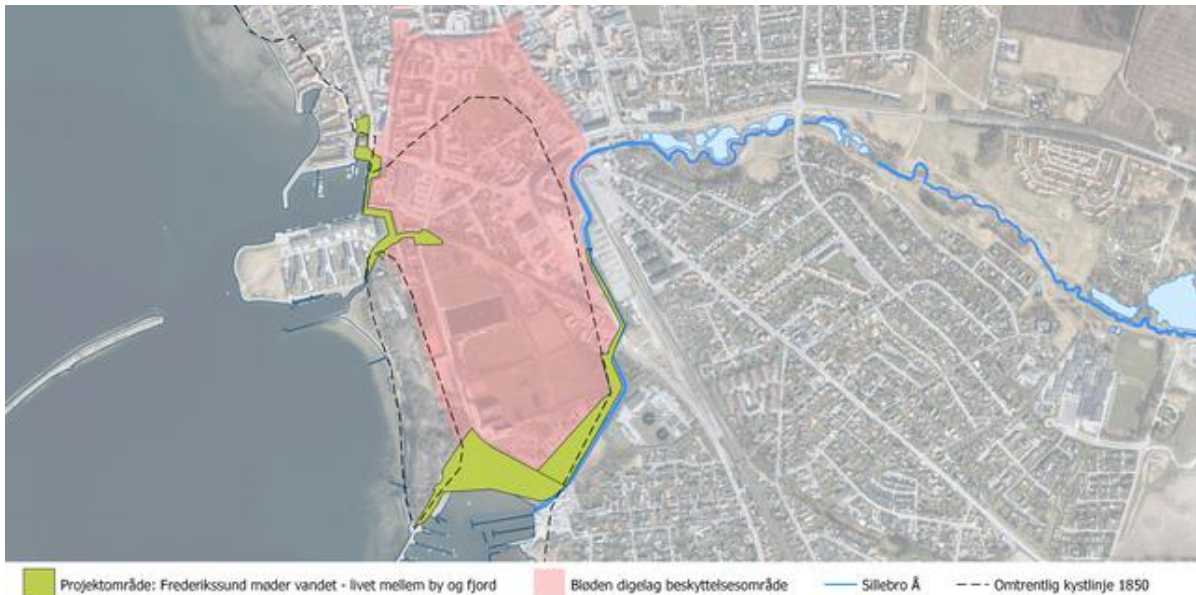 Projektområde: Frederikssund møder vandet - livet mellem by og fjord
Bløden digelag beskyttelsesområde
Sillebro Å
Omtrentlig kystlinje 1850